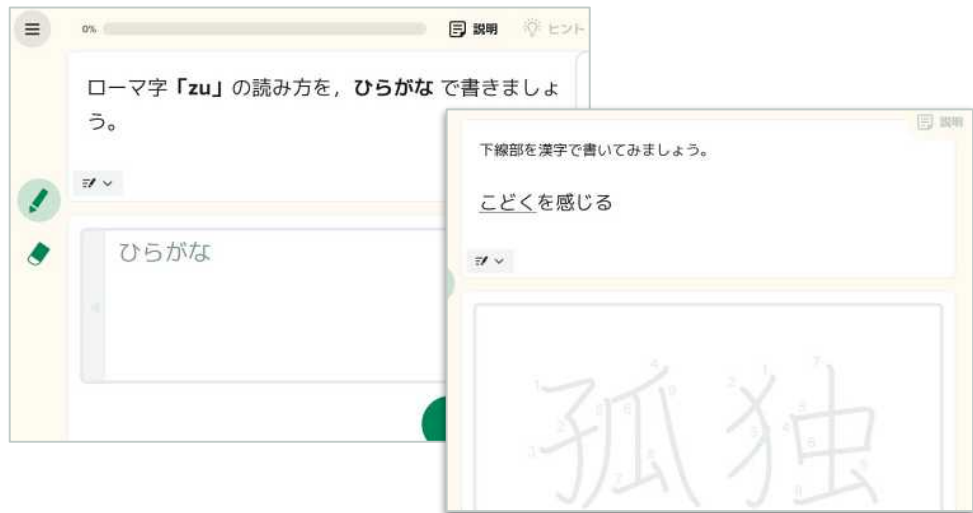 0%
説明
ヒント
ローマ字「zu」の読み方を，ひらがなで書きましょ
う。
ひらがな
説明
下線部を漢字で書いてみましょう。
こどくを感じる
孤独